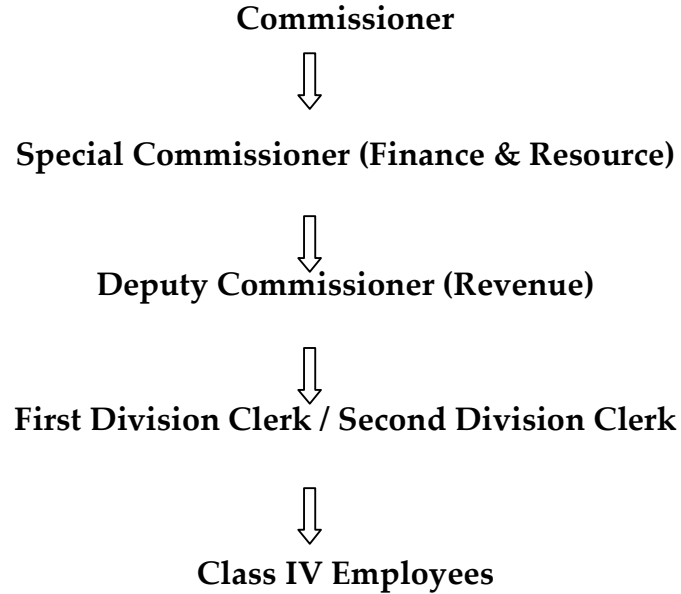 Commissioner
Special Commissioner (Finance & Resource)
Deputy Commissioner (Revenue)
First Division Clerk / Second Division Clerk
Class IV Employees